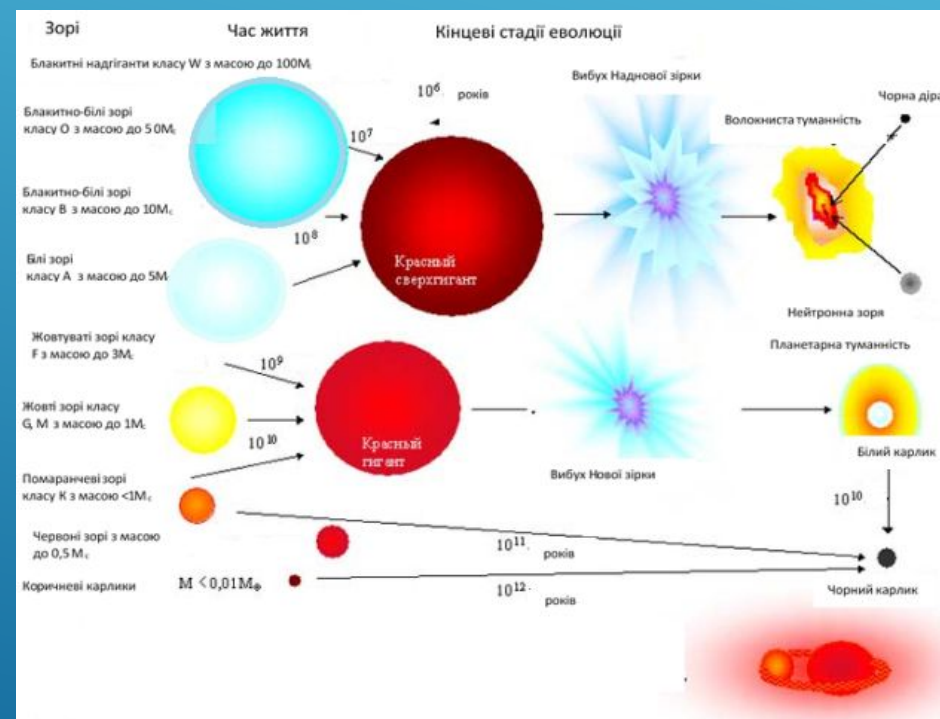 Зорі
Час життя
Кінцеві стадії еволюції
Блакитні надгіганти класу W з масою до 100M
10⁶ років
Вибух Наднової зірки
Чорна діра
Блакитно-білі зорі
класу O з масою до 50M
10⁷
Волокниста туманність
Блакитно-білі зорі
класу B з масою до 10Mс
10⁸
Білі зорі
класу A з масою до 5M
Красный
сверхгигант
Нейтронна зоря
Жовтуваті зорі класу
F з масою до 3M
10⁹
Планетарна туманність
Жовті зорі класу
G, M з масою до 1M
10¹⁰
Красный
гигант
Вибух Нової зірки
Білий карлик
Помаранчеві зорі
класу K з масою <1Mс
10¹⁰
Червоні зорі з масою
до 0,5 Mс
10¹¹ років
Коричневі карлики
M < 0,01M
10¹² років
Чорний карлик